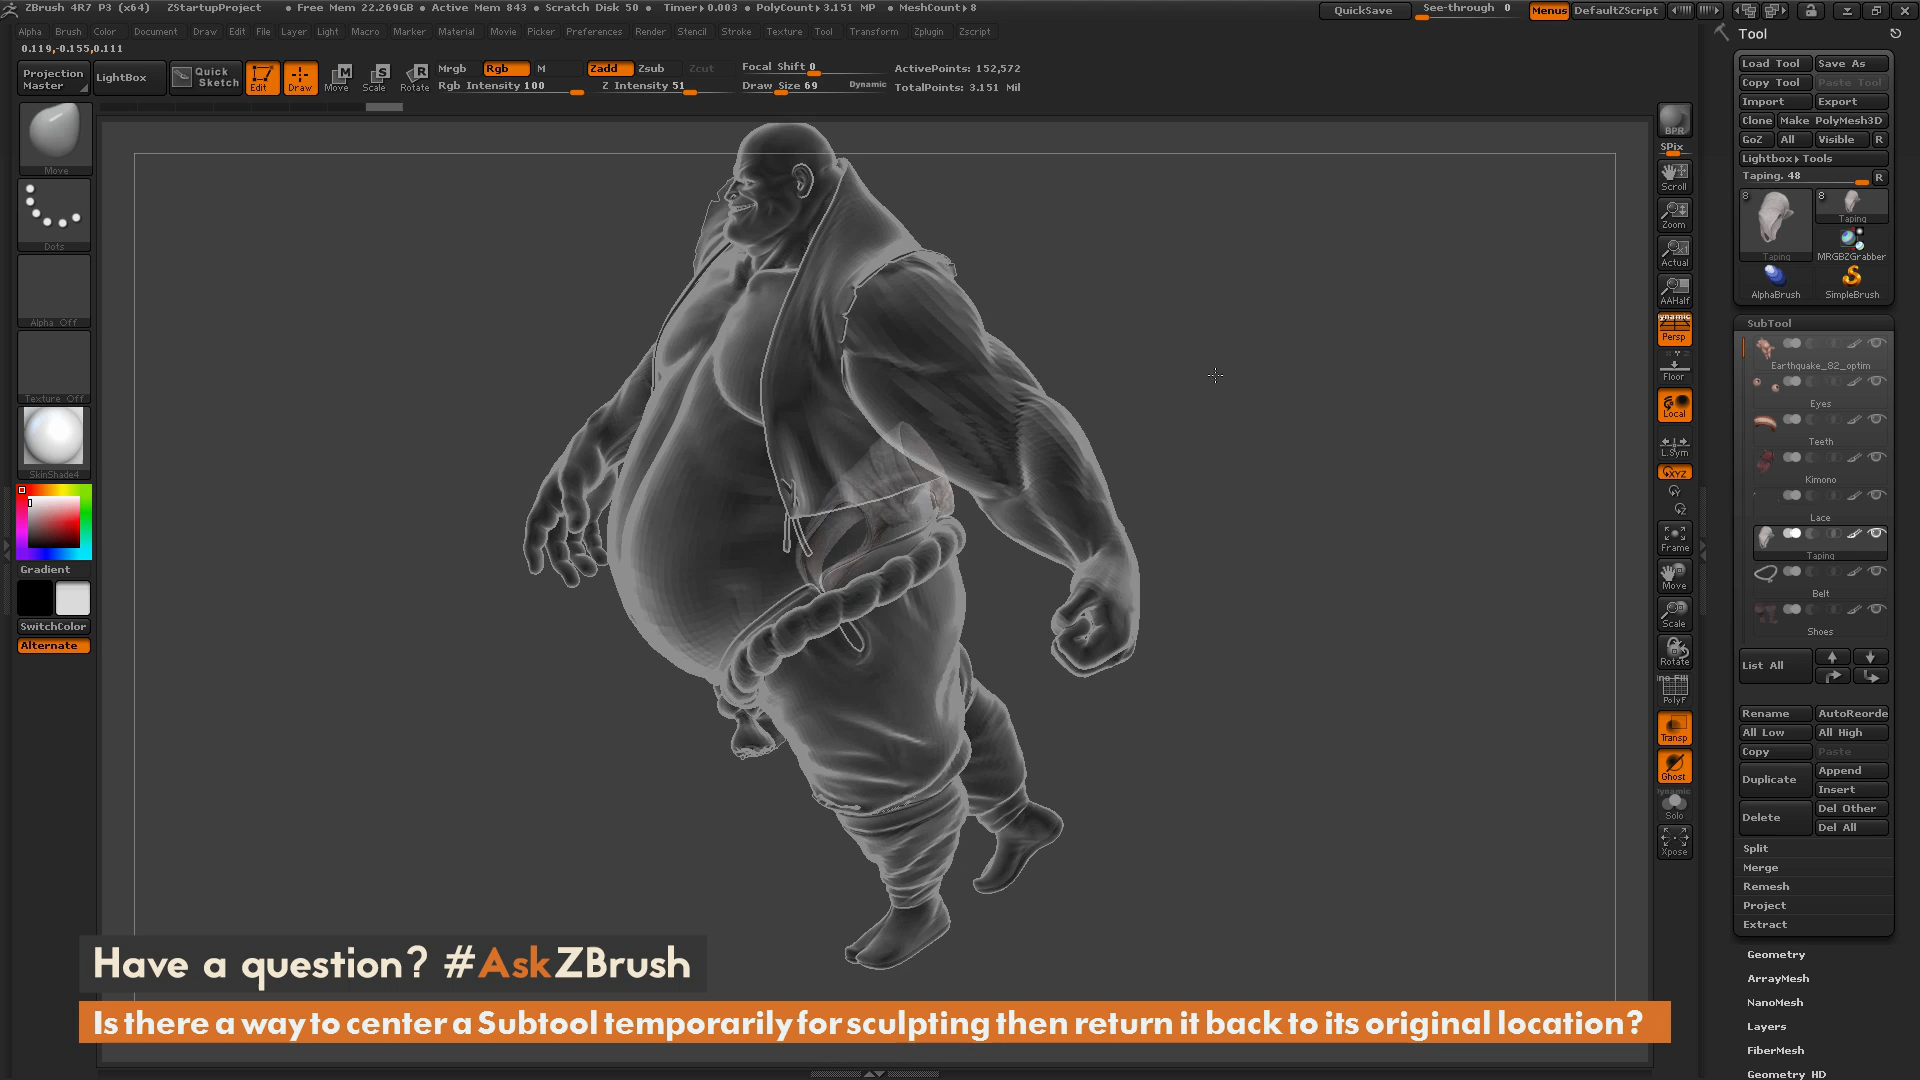 ZBrush 4R7 P3 (x64) ZStartupProject • Free Mem 22.269GB • Active Mem 843 • Scratch Disk 50 • Timer▸0.003 • PolyCount▸3.151 MP • MeshCount▸8 QuickSave See-through 0 Menus DefaultZScript
Alpha Brush Color Document Draw Edit File Layer Light Macro Marker Material Movie Picker Preferences Render Stencil Stroke Texture Tool Transform Zplugin Zscript
0.119,-0.155,0.111
Projection Master
LightBox
Quick Sketch
Edit
Draw
Move
Scale
Rotate
Mrgb Rgb M
Rgb Intensity 100
Zadd Zsub Zcut
Z Intensity 51
Focal Shift 0
Draw Size 69 Dynamic
ActivePoints: 152,572
TotalPoints: 3.151 Mil
Move
Dots
Alpha Off
Texture Off
SkinShade4
Gradient
SwitchColor
Alternate
BPR
SPix
Scroll
Zoom
Actual
AAHalf
Persp
Floor
Local
L.Sym
XYZ
Frame
Move
Scale
Rotate
PolyF
Transp
Ghost
Dynamic
Solo
Xpose
Tool
Load Tool Save As
Copy Tool Paste Tool
Import Export
Clone Make PolyMesh3D
GoZ All Visible R
Lightbox▸Tools
Taping. 48 R
8 8
Taping
Taping
MRGBZGrabber
AlphaBrush SimpleBrush
SubTool
Earthquake_82_optim
Eyes
Teeth
Kimono
Lace
Taping
Belt
Shoes
List All
Rename AutoReorde
All Low All High
Copy Paste
Duplicate Append
Insert
Delete Del Other
Del All
Split
Merge
Remesh
Project
Extract
Geometry
ArrayMesh
NanoMesh
Layers
FiberMesh
Geometry HD
Have a question? #AskZBrush
Is there a way to center a Subtool temporarily for sculpting then return it back to its original location?